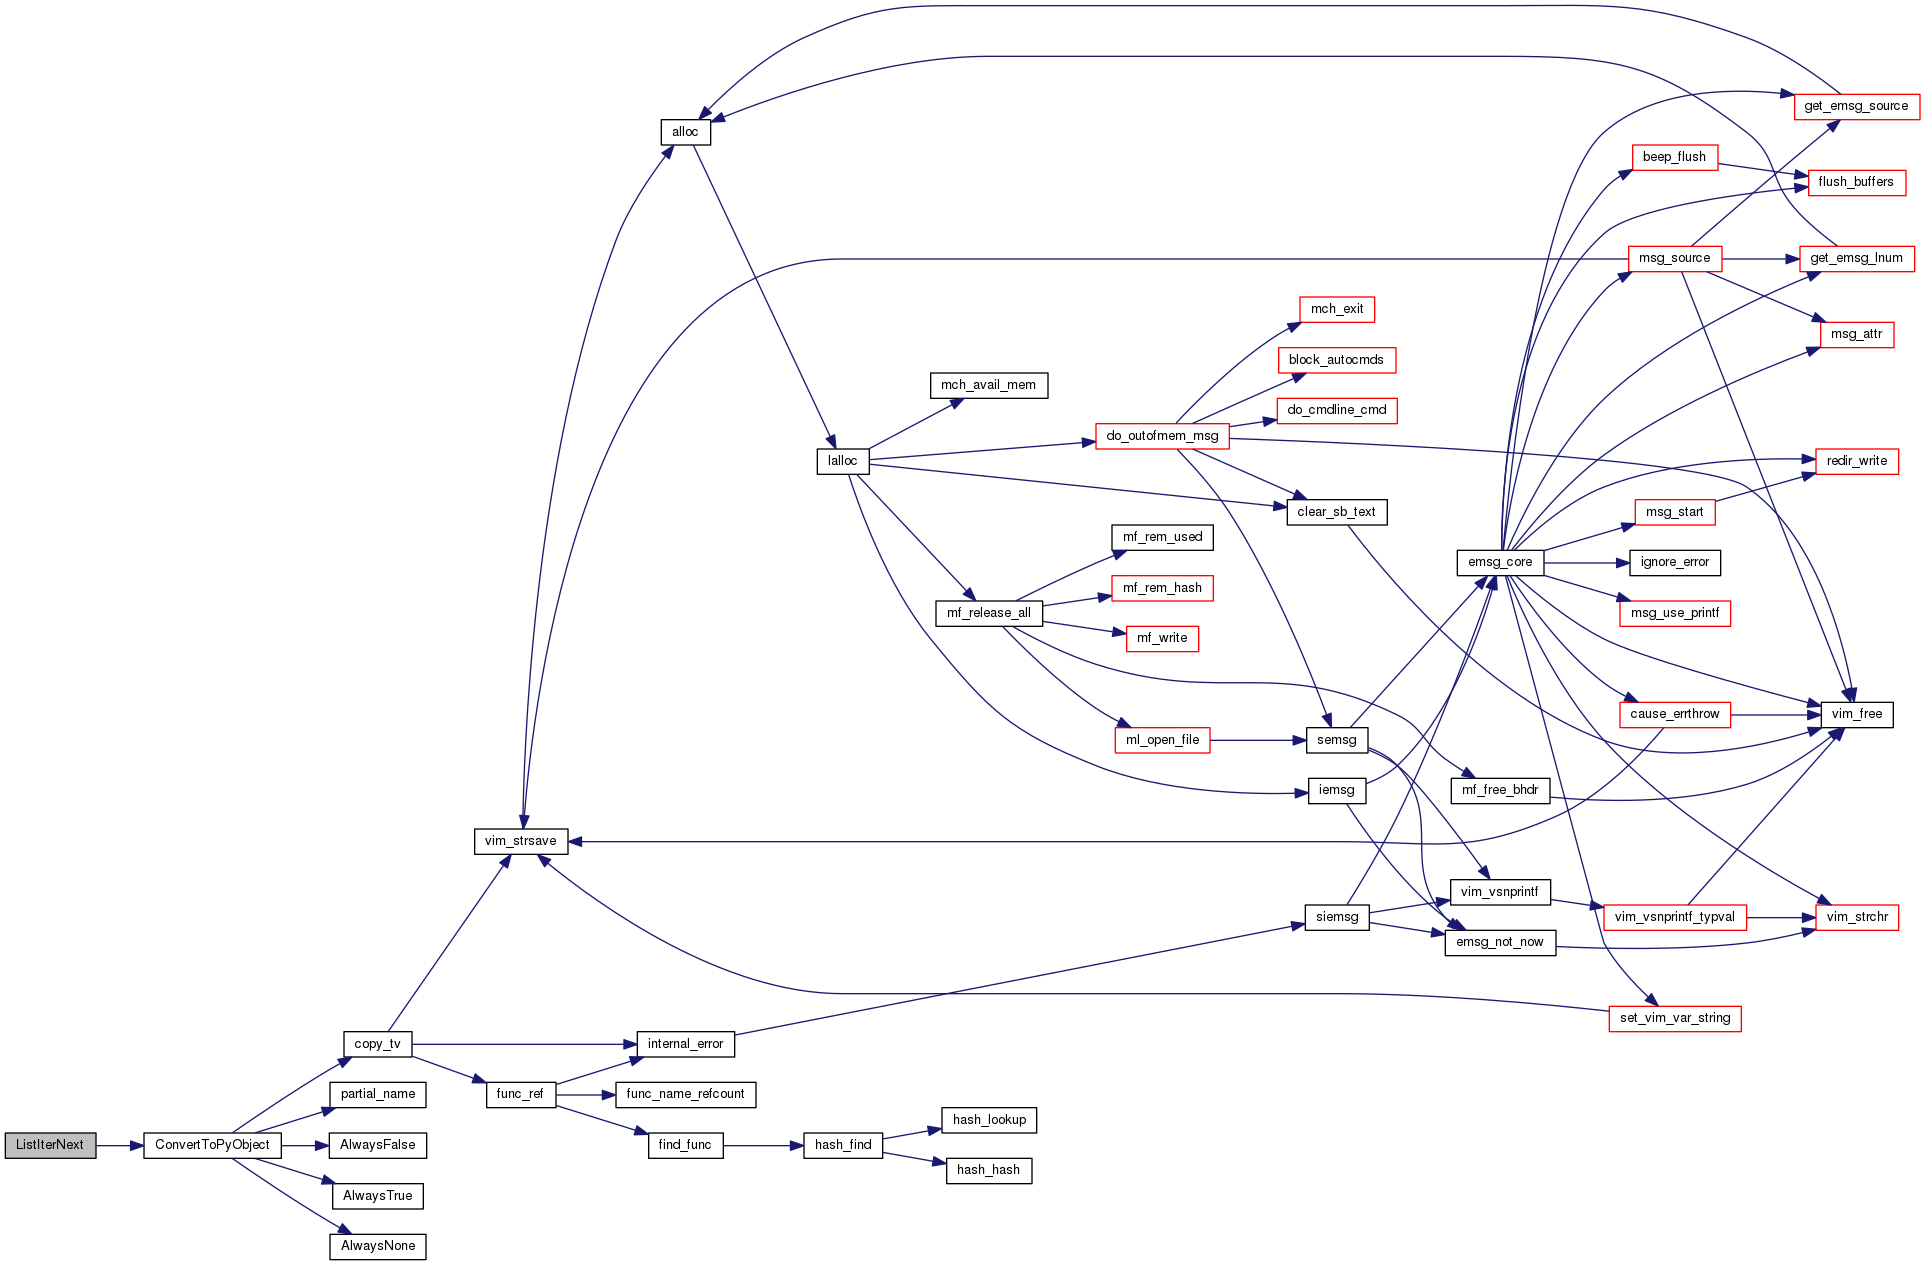 get_emsg_source
alloc
beep_flush
flush_buffers
msg_source
get_emsg_lnum
mch_exit
msg_attr
block_autocmds
mch_avail_mem
do_cmdline_cmd
do_outofmem_msg
lalloc
redir_write
clear_sb_text
msg_start
mf_rem_used
emsg_core
ignore_error
mf_rem_hash
mf_release_all
msg_use_printf
mf_write
cause_errthrow
vim_free
ml_open_file
semsg
iemsg
mf_free_bhdr
vim_strsave
vim_vsnprintf
siemsg
vim_vsnprintf_typval
vim_strchr
emsg_not_now
set_vim_var_string
copy_tv
internal_error
partial_name
func_ref
func_name_refcount
hash_lookup
ListIterNext
ConvertToPyObject
AlwaysFalse
find_func
hash_find
hash_hash
AlwaysTrue
AlwaysNone